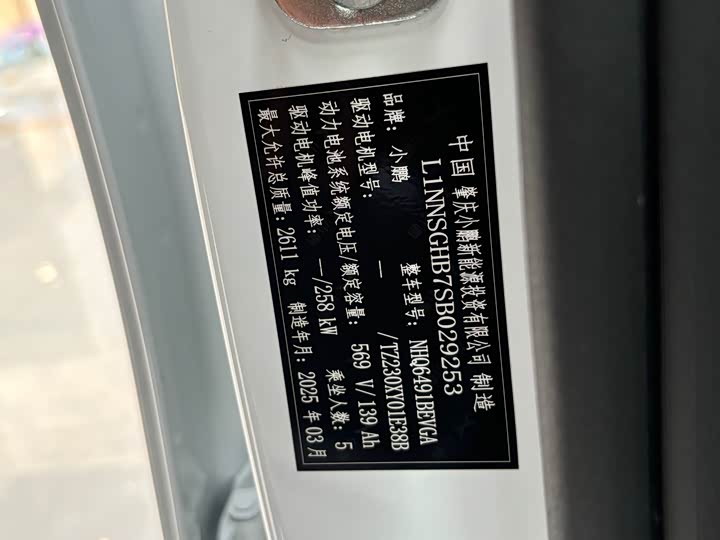 中国 肇庆小鹏新能源投资有限公司 制造
L1NNSGHB7SB029253
品牌： 小鹏 整车型号： NHQ6491BEVGA
驱动电机型号： — /TZ230XY01E38B
动力电池系统额定电压/额定容量： 569 V/139 Ah
驱动电机峰值功率： —/258 kW 乘坐人数： 5
最大允许总质量： 2611 kg 制造年月： 2025 年 03 月